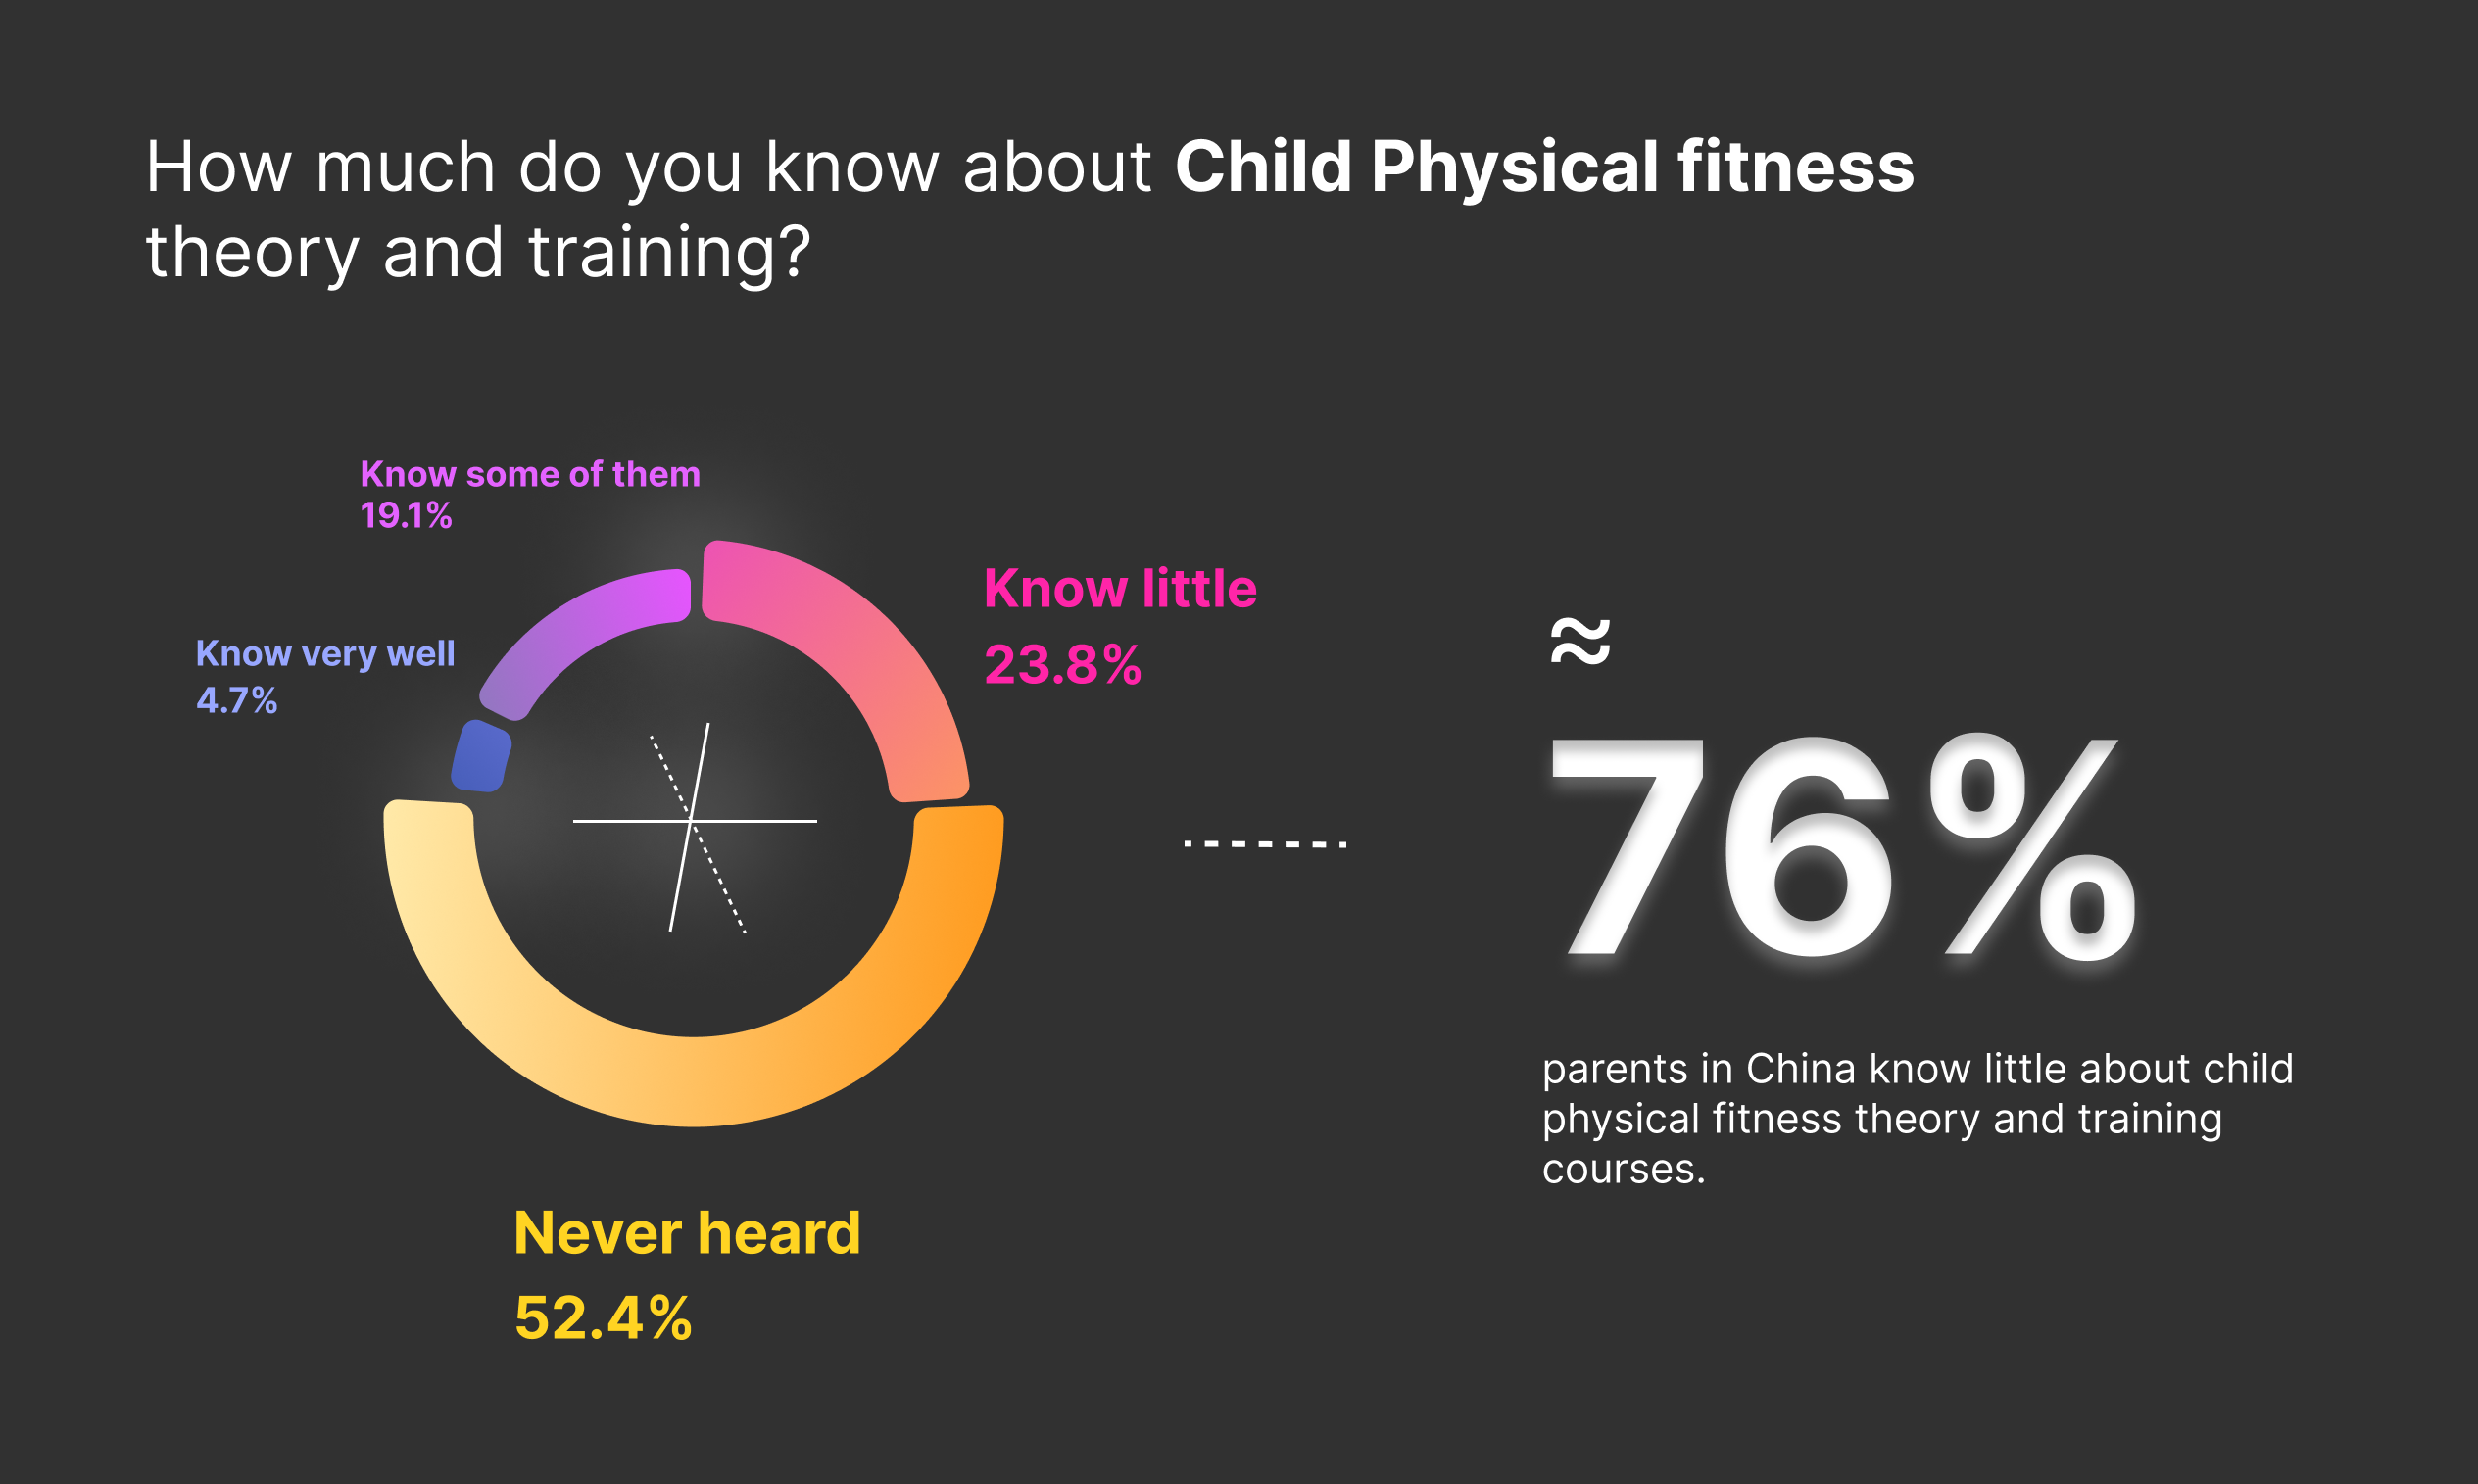 How much do you know about Child Physical fitness
theory and training?
Know some of them
19.1%
Know little
23.8%
Know very well
4.7%
≈
76%
parents in China know little about child
physical fitness theory and training
courses.
Never heard
52.4%